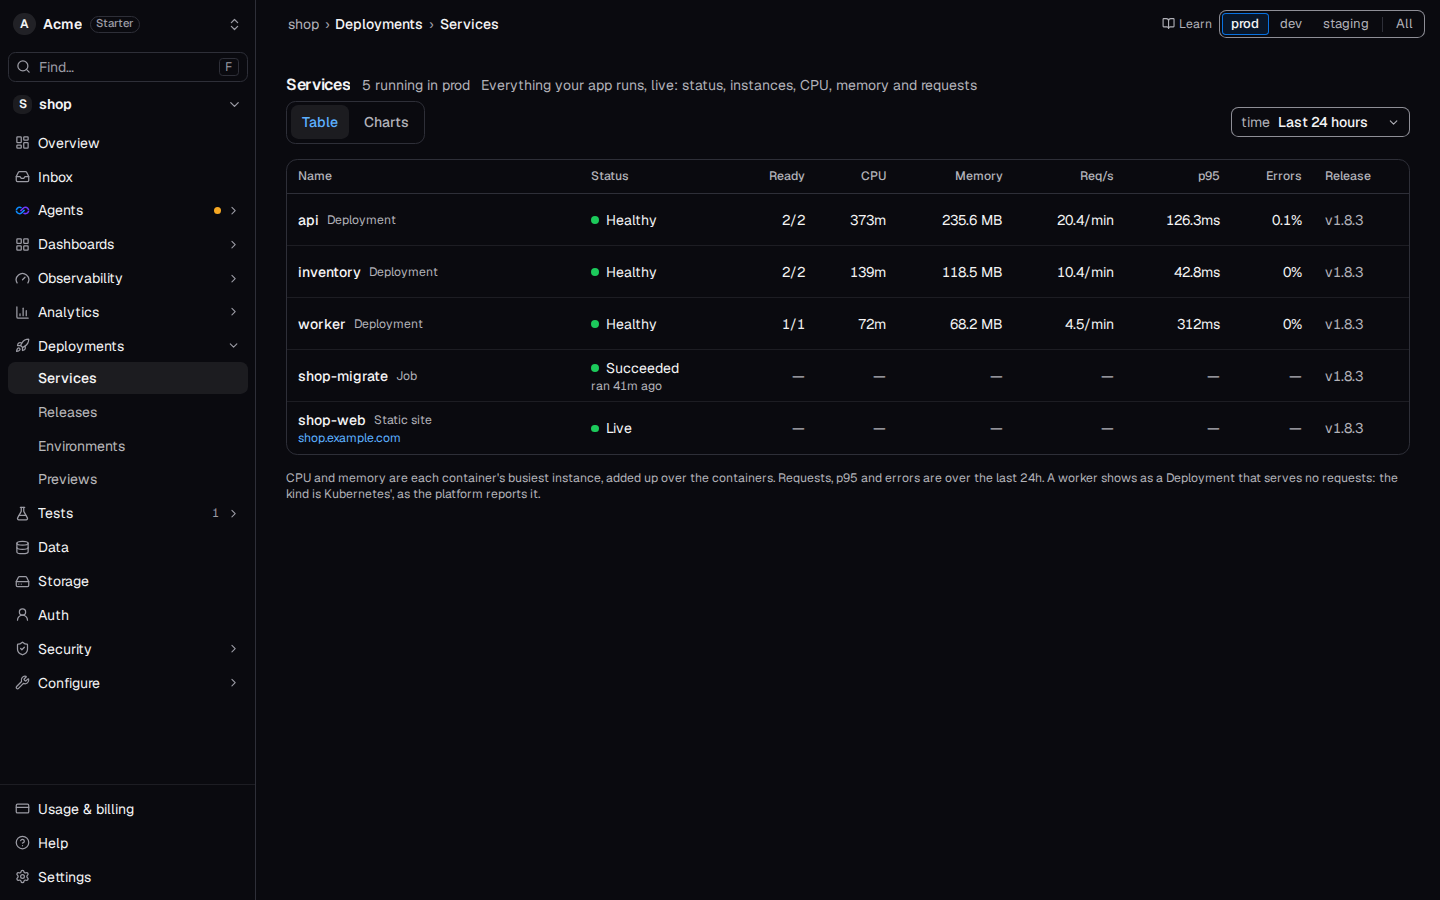 A Acme Starter
Find... F
S shop
Overview
Inbox
Agents
Dashboards
Observability
Analytics
Deployments
Services
Releases
Environments
Previews
Tests 1
Data
Storage
Auth
Security
Configure
Usage & billing
Help
Settings
shop › Deployments › Services
Learn prod dev staging All
Services 5 running in prod Everything your app runs, live: status, instances, CPU, memory and requests
Table Charts
time Last 24 hours
Name Status Ready CPU Memory Req/s p95 Errors Release
api Deployment Healthy 2/2 373m 235.6 MB 20.4/min 126.3ms 0.1% v1.8.3
inventory Deployment Healthy 2/2 139m 118.5 MB 10.4/min 42.8ms 0% v1.8.3
worker Deployment Healthy 1/1 72m 68.2 MB 4.5/min 312ms 0% v1.8.3
shop-migrate Job Succeeded — — — — — — v1.8.3
ran 41m ago
shop-web Static site Live — — — — — — v1.8.3
shop.example.com
CPU and memory are each container's busiest instance, added up over the containers. Requests, p95 and errors are over the last 24h. A worker shows as a Deployment that serves no requests: the
kind is Kubernetes', as the platform reports it.